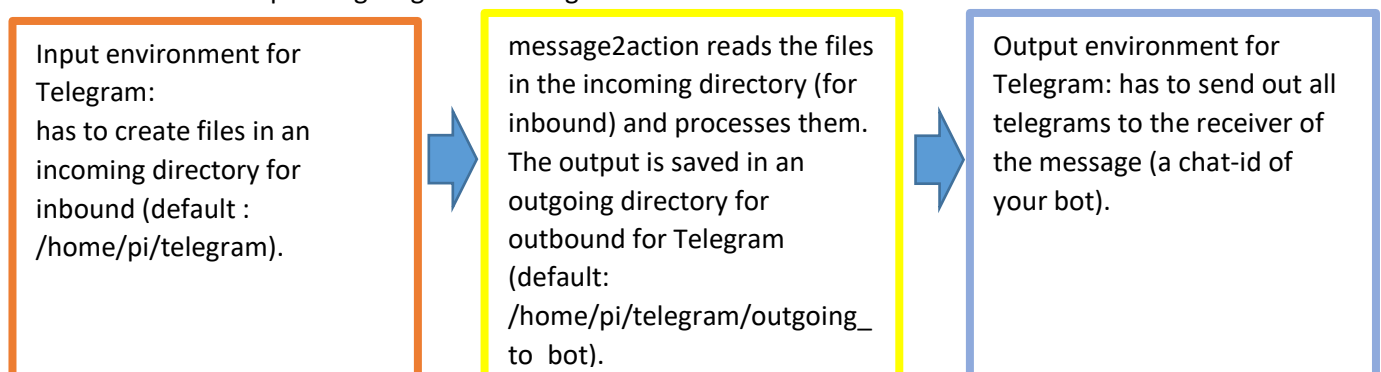 Input environment for
Telegram:
has to create files in an
incoming directory for
inbound (default :
/home/pi/telegram).
message2action reads the files
in the incoming directory (for
inbound) and processes them.
The output is saved in an
outgoing directory for
outbound for Telegram
(default:
/home/pi/telegram/outgoing_
to bot).
Output environment for
Telegram: has to send out all
telegrams to the receiver of
the message (a chat-id of
your bot).